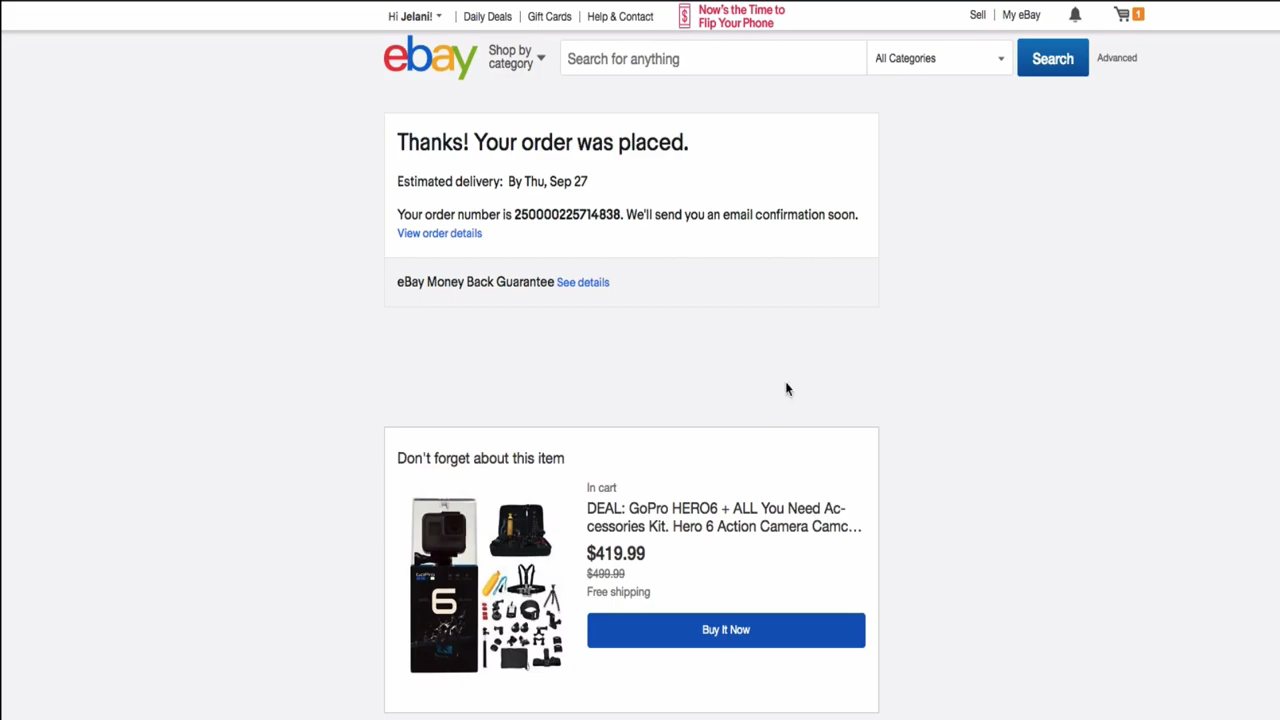 Hi Jelani! Daily Deals Gift Cards Help & Contact
Now's the Time to
Flip Your Phone
Sell My eBay 1
ebay
Shop by
category
Search for anything
All Categories
Search
Advanced
Thanks! Your order was placed.
Estimated delivery: By Thu, Sep 27
Your order number is 250000225714838. We'll send you an email confirmation soon.
View order details
eBay Money Back Guarantee See details
Don't forget about this item
In cart
DEAL: GoPro HERO6 + ALL You Need Ac-
cessories Kit. Hero 6 Action Camera Camc...
$419.99
$499.99
Free shipping
Buy It Now
GoPro
6